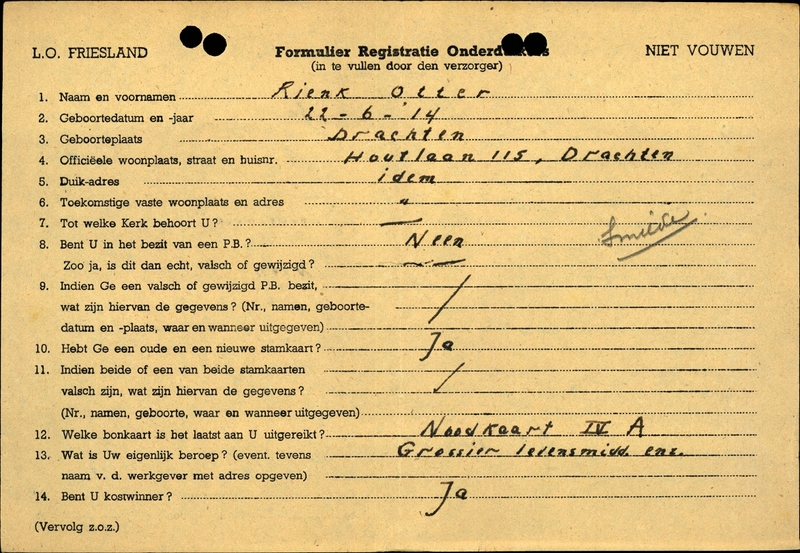 L.O. FRIESLAND Formulier Registratie Onderduikers NIET VOUWEN
(in te vullen door den verzorger)
1. Naam en voornamen Rienk Otter
2. Geboortedatum en -jaar 22-6-'14
3. Geboorteplaats Drachten
4. Officiëele woonplaats, straat en huisnr. Houtlaan 115, Drachten
5. Duik-adres idem
6. Toekomstige vaste woonplaats en adres "
7. Tot welke Kerk behoort U? —
Smilde
8. Bent U in het bezit van een P.B.? Neen
Zoo ja, is dit dan echt, valsch of gewijzigd? —
9. Indien Ge een valsch of gewijzigd P.B. bezit,
wat zijn hiervan de gegevens? (Nr., namen, geboorte-
datum en -plaats, waar en wanneer uitgegeven) /
10. Hebt Ge een oude en een nieuwe stamkaart? Ja
11. Indien beide of een van beide stamkaarten
valsch zijn, wat zijn hiervan de gegevens? /
(Nr., namen, geboorte, waar en wanneer uitgegeven)
12. Welke bonkaart is het laatst aan U uitgereikt? Noodkaart IV A
13. Wat is Uw eigenlijk beroep? (event. tevens Grossier levensmidd. enz.
naam v. d. werkgever met adres opgeven)
14. Bent U kostwinner? Ja
(Vervolg z.o.z.)